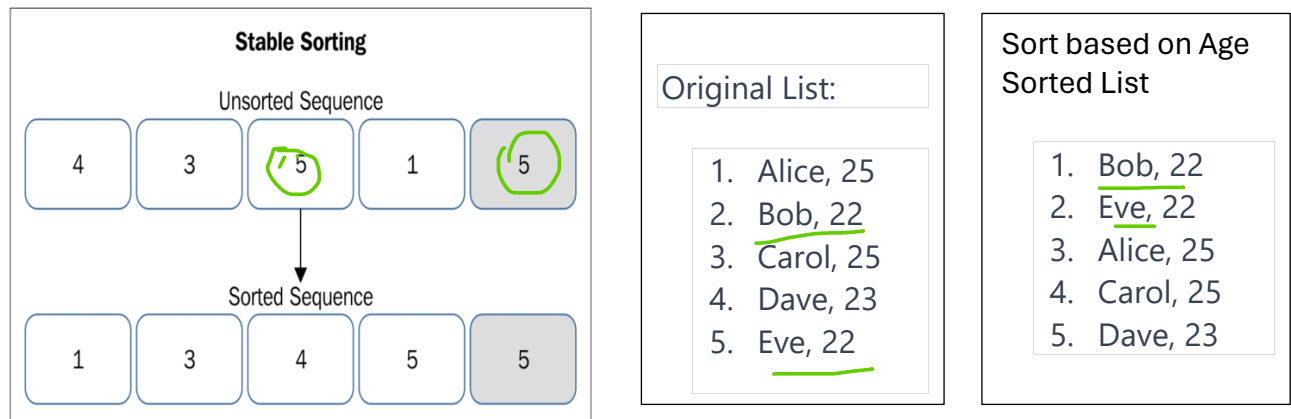 Stable Sorting
Unsorted Sequence
4 3 5 1 5
Sorted Sequence
1 3 4 5 5
Original List:
1. Alice, 25
2. Bob, 22
3. Carol, 25
4. Dave, 23
5. Eve, 22
Sort based on Age
Sorted List
1. Bob, 22
2. Eve, 22
3. Alice, 25
4. Carol, 25
5. Dave, 23